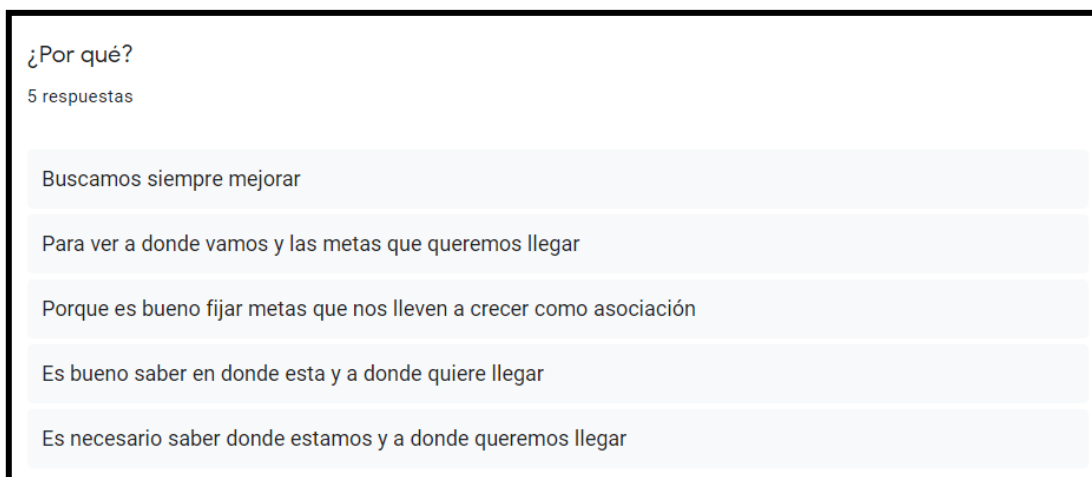 ¿Por qué?
5 respuestas
Buscamos siempre mejorar
Para ver a donde vamos y las metas que queremos llegar
Porque es bueno fijar metas que nos lleven a crecer como asociación
Es bueno saber en donde esta y a donde quiere llegar
Es necesario saber donde estamos y a donde queremos llegar